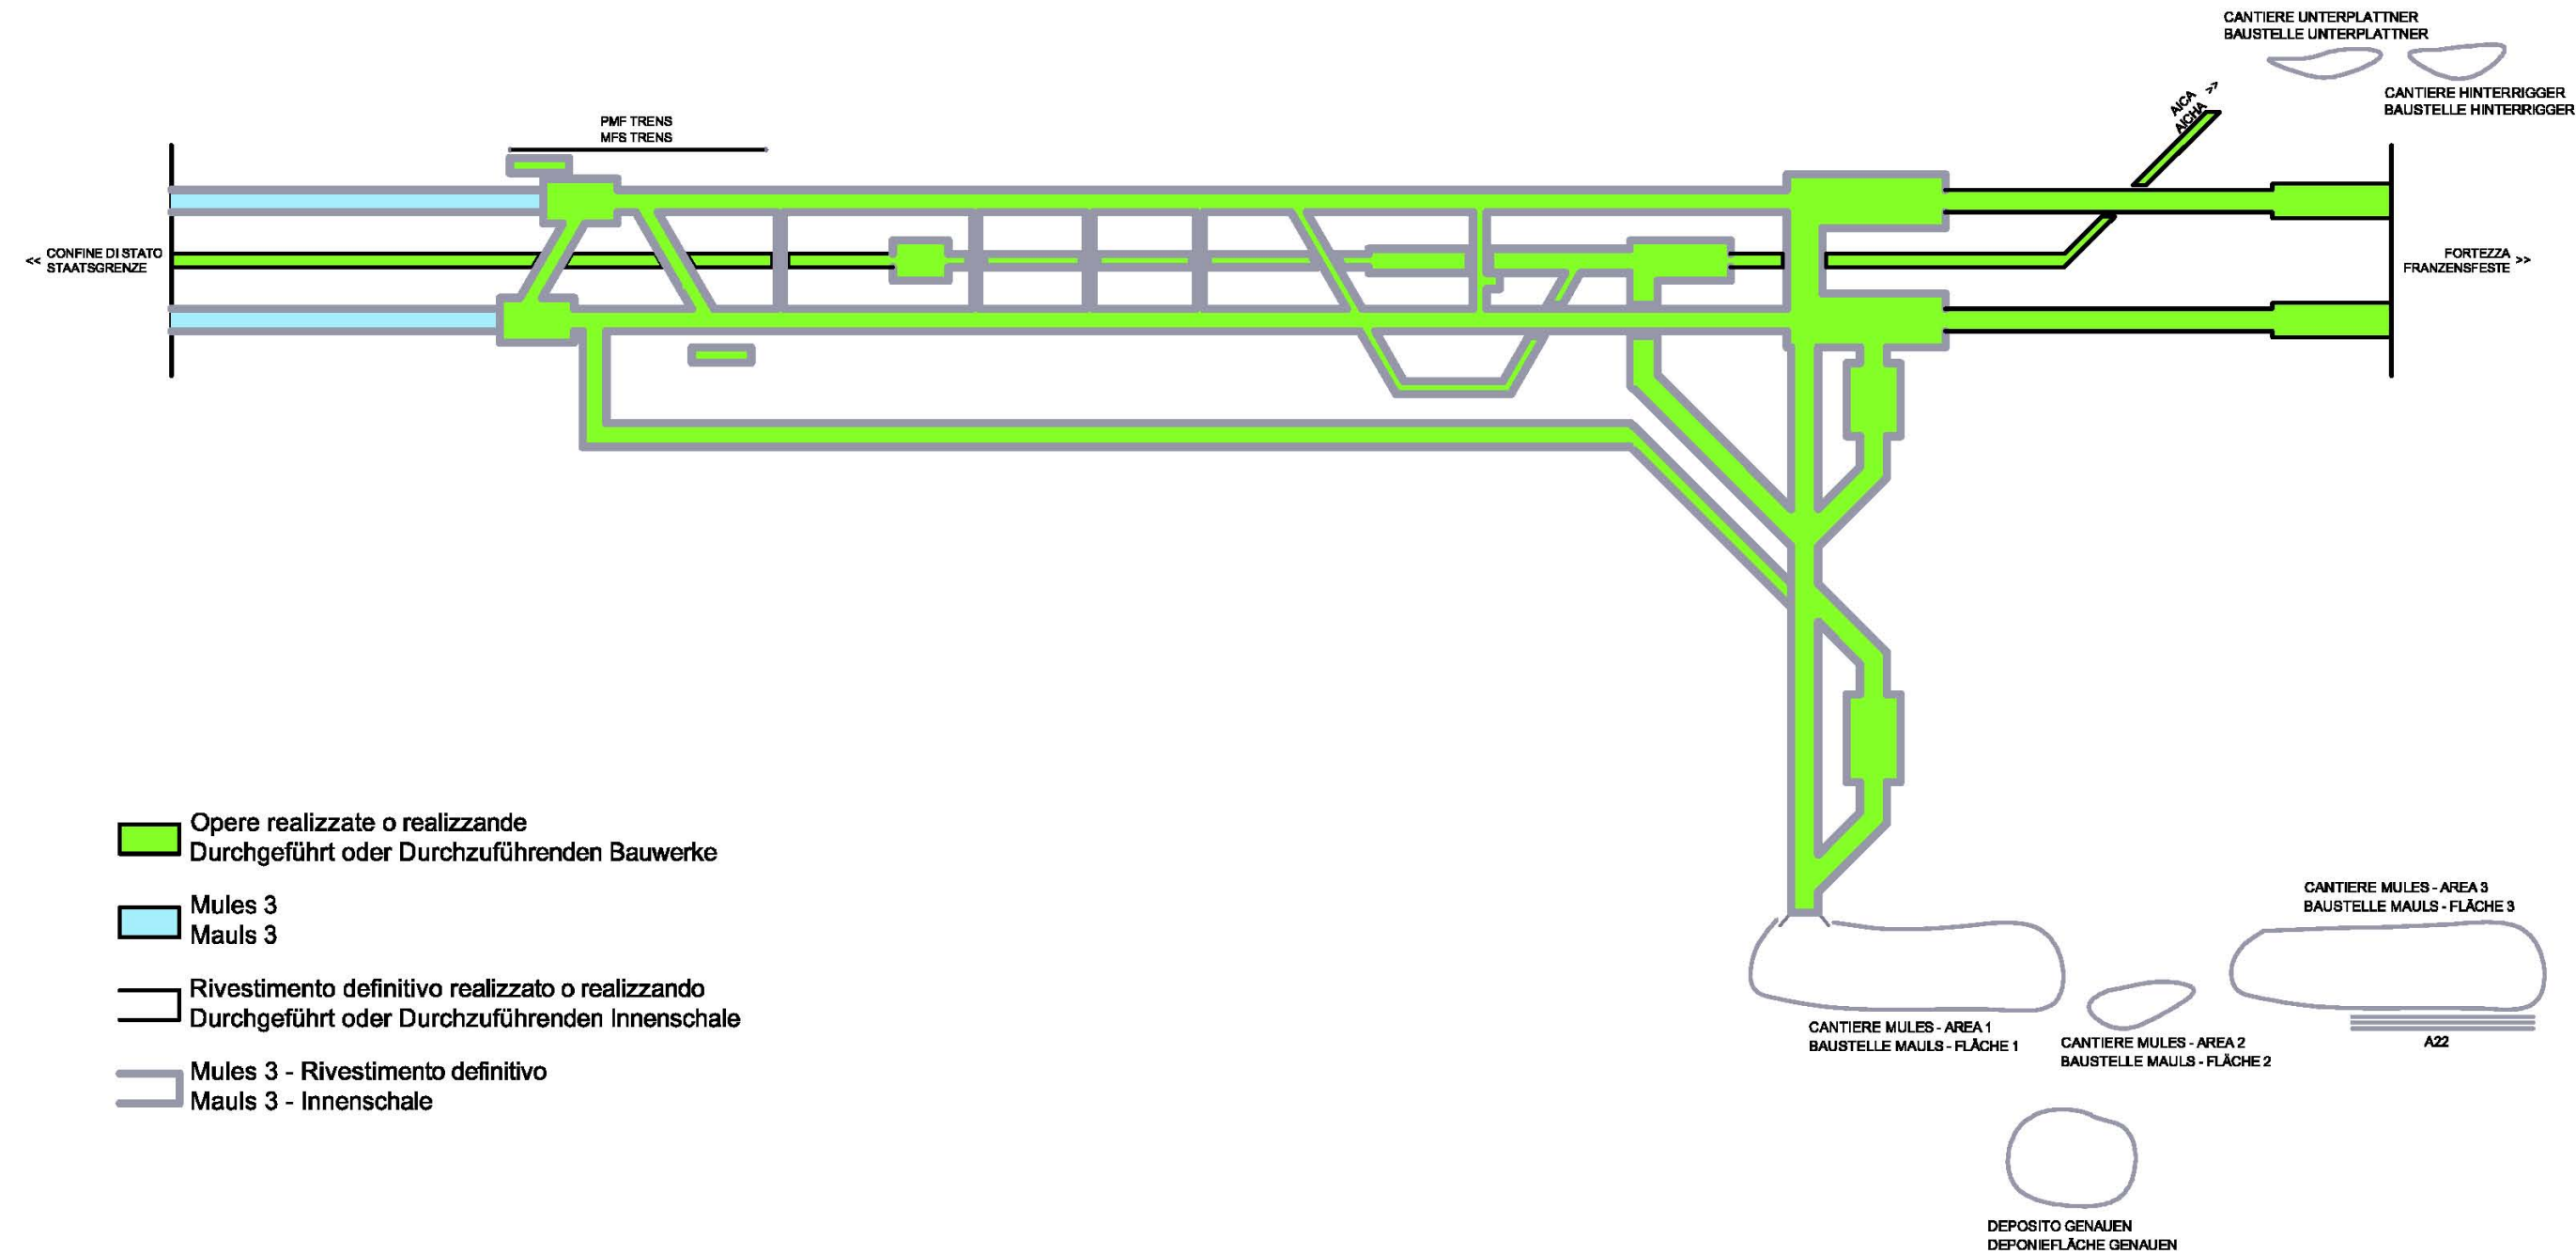 CANTIERE UNTERPLATTNER
BAUSTELLE UNTERPLATTNER
CANTIERE HINTERRIGGER
BAUSTELLE HINTERRIGGER
AICA >>
AICHA
PMF TRENS
MFS TRENS
<< CONFINE DI STATO
STAATSGRENZE
FORTEZZA >>
FRANZENSFESTE
Opere realizzate o realizzande
Durchgeführt oder Durchzuführenden Bauwerke
Mules 3
Mauls 3
Rivestimento definitivo realizzato o realizzando
Durchgeführt oder Durchzuführenden Innenschale
Mules 3 - Rivestimento definitivo
Mauls 3 - Innenschale
CANTIERE MULES - AREA 3
BAUSTELLE MAULS - FLÄCHE 3
CANTIERE MULES - AREA 1
BAUSTELLE MAULS - FLÄCHE 1
CANTIERE MULES - AREA 2
BAUSTELLE MAULS - FLÄCHE 2
A22
DEPOSITO GENAUEN
DEPONIEFLÄCHE GENAUEN